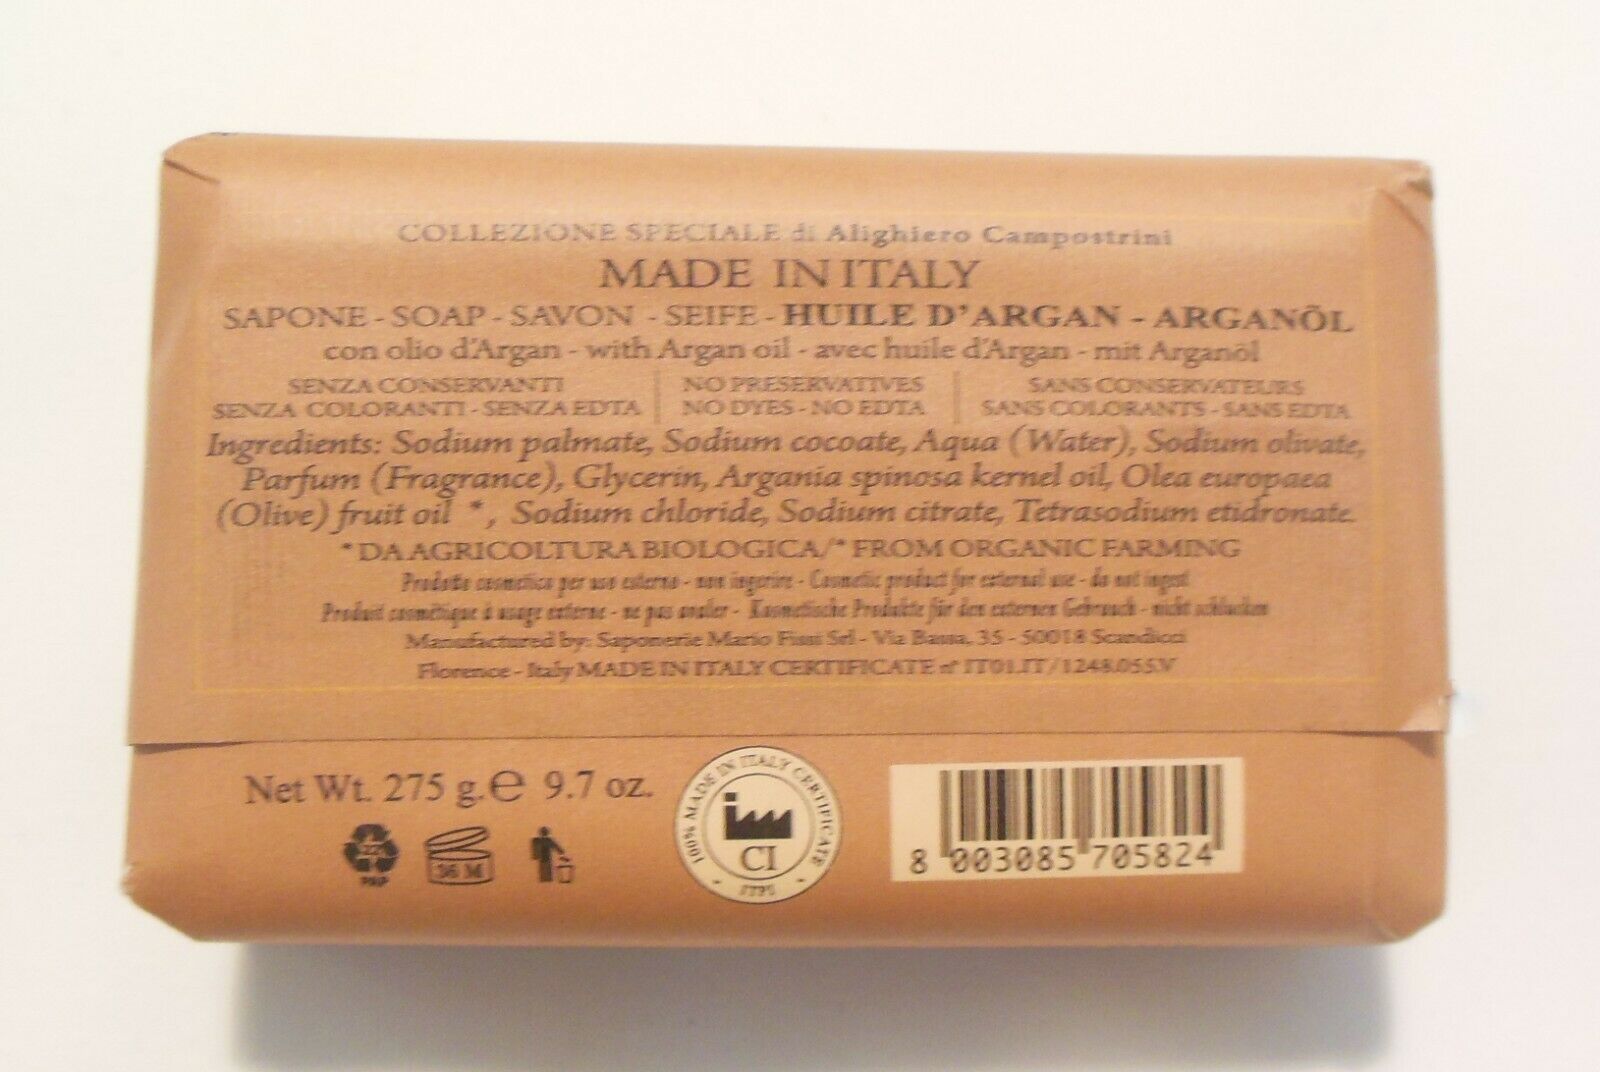 COLLEZIONE SPECIALE di Alighiero Campostrini
MADE IN ITALY
SAPONE - SOAP - SAVON - SEIFE - HUILE D'ARGAN - ARGANÖL
con olio d'Argan - with Argan oil - avec huile d'Argan - mit Arganöl
SENZA CONSERVANTI
SENZA COLORANTI - SENZA EDTA
NO PRESERVATIVES
NO DYES - NO EDTA
SANS CONSERVATEURS
SANS COLORANTS - SANS EDTA
Ingredients: Sodium palmate, Sodium cocoate, Aqua (Water), Sodium olivate,
Parfum (Fragrance), Glycerin, Argania spinosa kernel oil, Olea europaea
(Olive) fruit oil *, Sodium chloride, Sodium citrate, Tetrasodium etidronate.
*DA AGRICOLTURA BIOLOGICA/* FROM ORGANIC FARMING
Prodotto cosmetico per uso esterno - non ingerire - Cosmetic product for external use - do not ingest
Produit cosmétique à usage externe - ne pas avaler - Kosmetische Produkte für den externen Gebrauch - nicht schlucken
Manufactured by: Saponerie Mario Fissi Srl - Via Bassa, 35 - 50018 Scandicci
Florence - Italy MADE IN ITALY CERTIFICATE n° IT01.IT/1248.055.V
Net Wt. 275 g. e 9.7 oz.
PAP
36 M
100% MADE IN ITALY CERTIFICATE
CI
ITPI
8 003085 705824